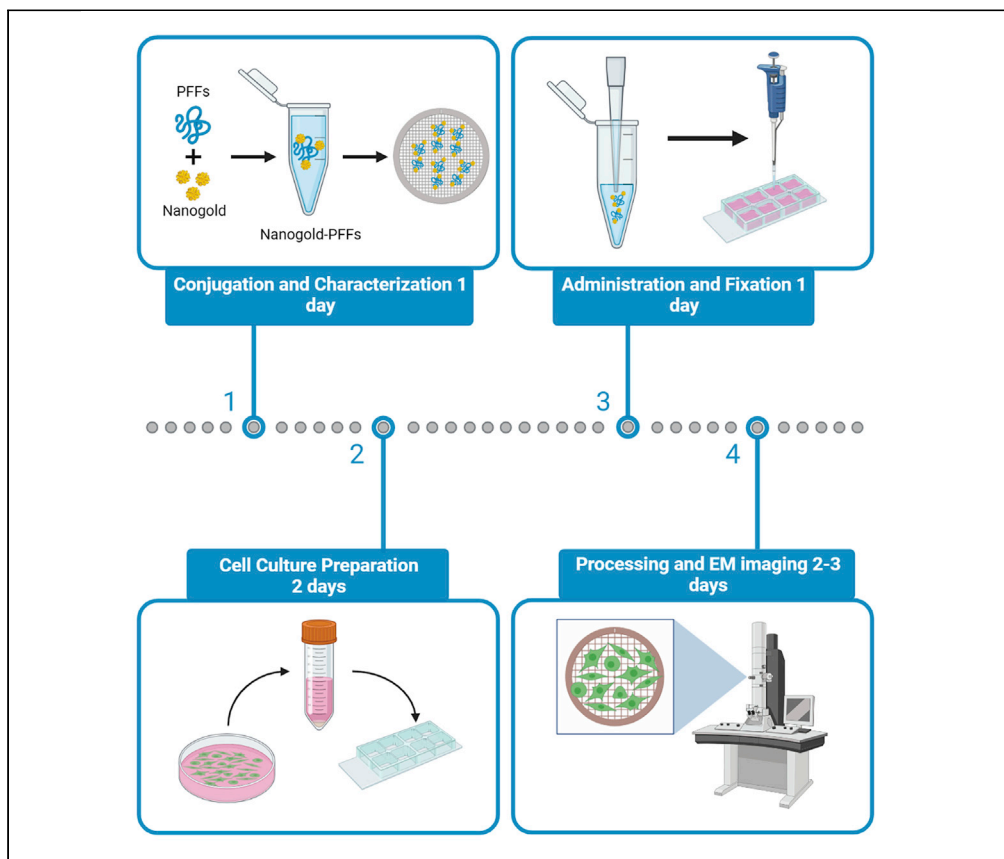 PFFs
+
Nanogold
Nanogold-PFFs
Conjugation and Characterization 1
day
Administration and Fixation 1
day
1
2
3
4
Cell Culture Preparation
2 days
Processing and EM imaging 2-3
days